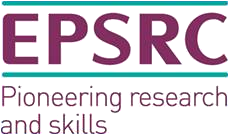 EPSRC
Pioneering research
and skills